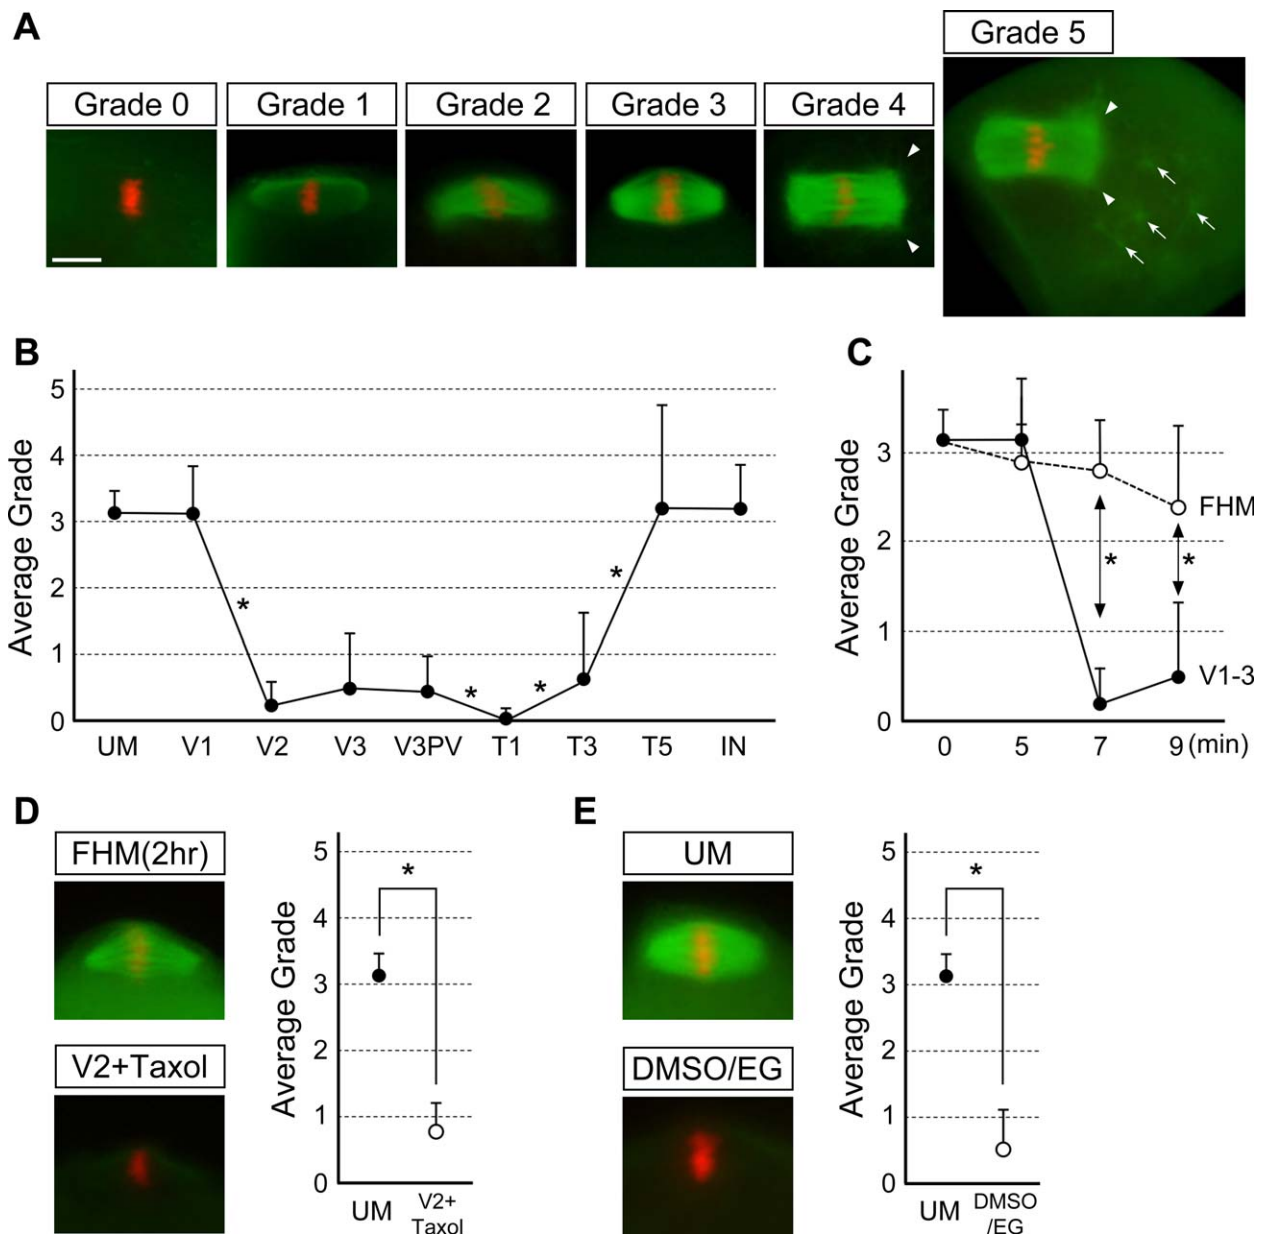 A
Grade 0
Grade 1
Grade 2
Grade 3
Grade 4
Grade 5
B
Average Grade
5
4
3
2
1
0
*
*
*
*
UM V1 V2 V3 V3PV T1 T3 T5 IN
C
Average Grade
3
2
1
0
FHM
*
*
V1-3
0 5 7 9 (min)
D
FHM(2hr)
V2+Taxol
Average Grade
5
4
3
2
1
0
*
UM
V2+
Taxol
E
UM
DMSO/EG
Average Grade
5
4
3
2
1
0
*
UM
DMSO
/EG